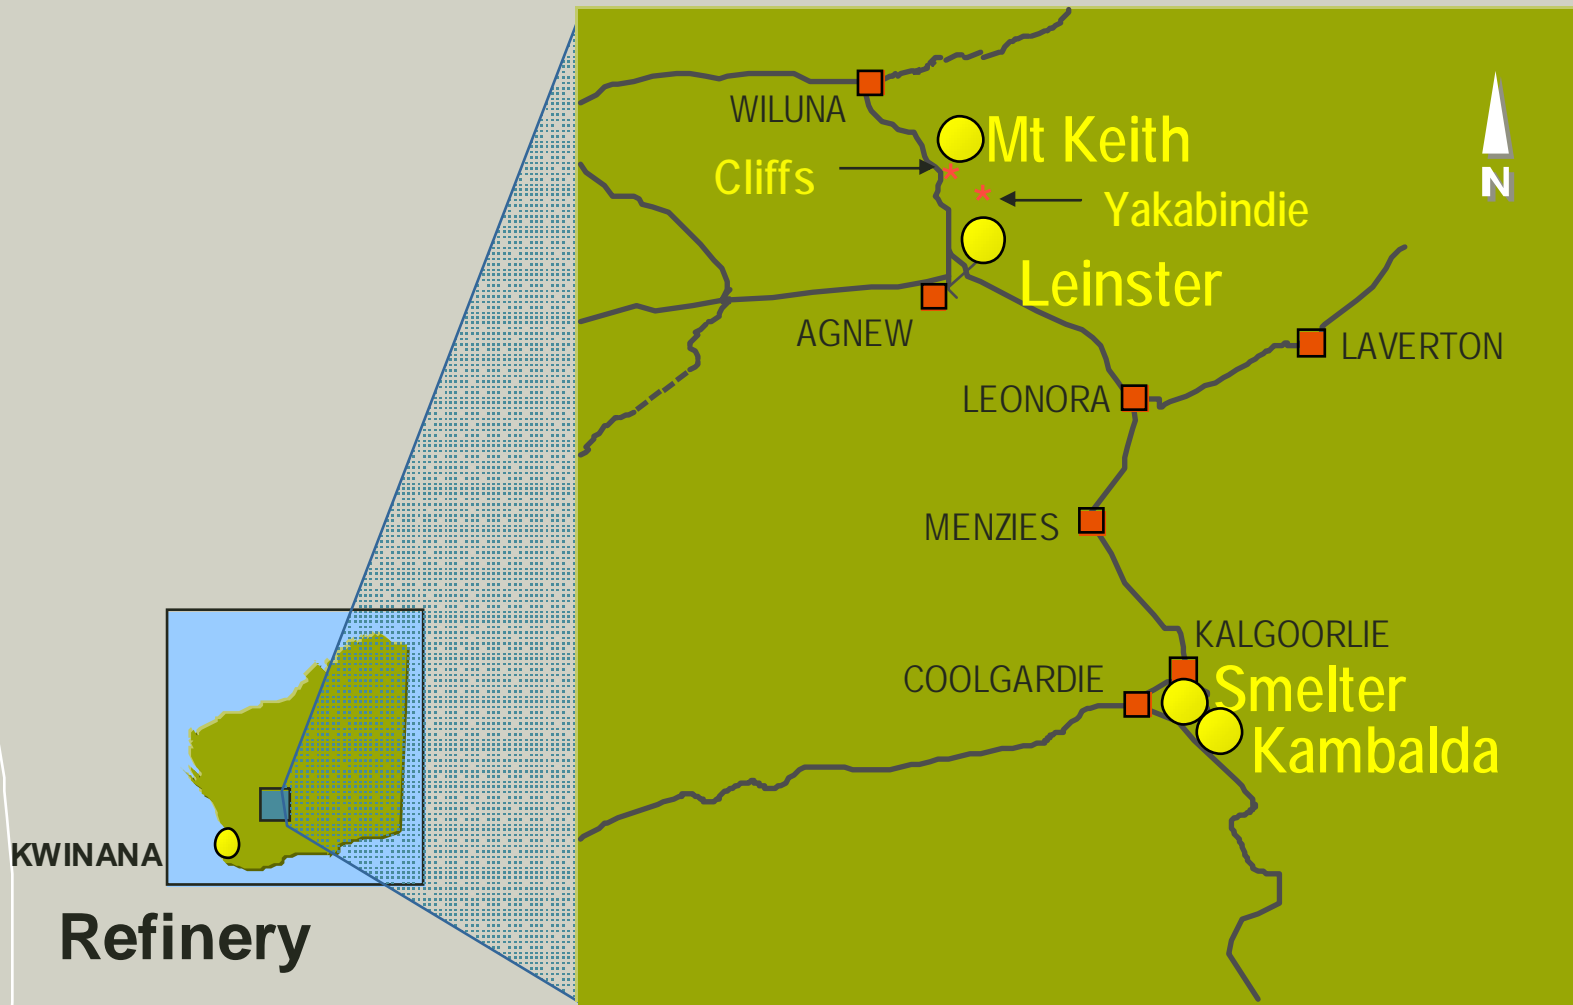 WILUNA
Mt Keith
Cliffs
Yakabindie
N
Leinster
AGNEW
LAVERTON
LEONORA
MENZIES
KALGOORLIE
COOLGARDIE
Smelter
Kambalda
KWINANA
Refinery